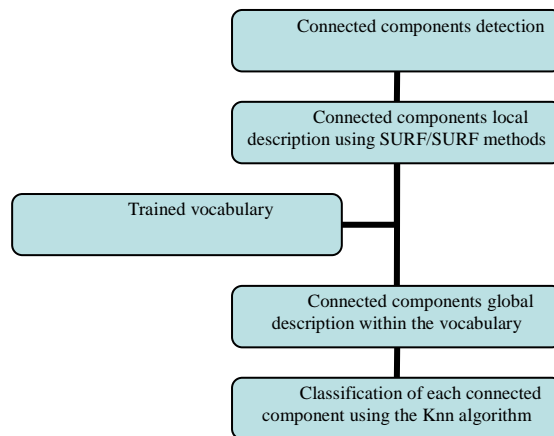 Connected components detection
Connected components local
description using SURF/SURF methods
Trained vocabulary
Connected components global
description within the vocabulary
Classification of each connected
component using the Knn algorithm